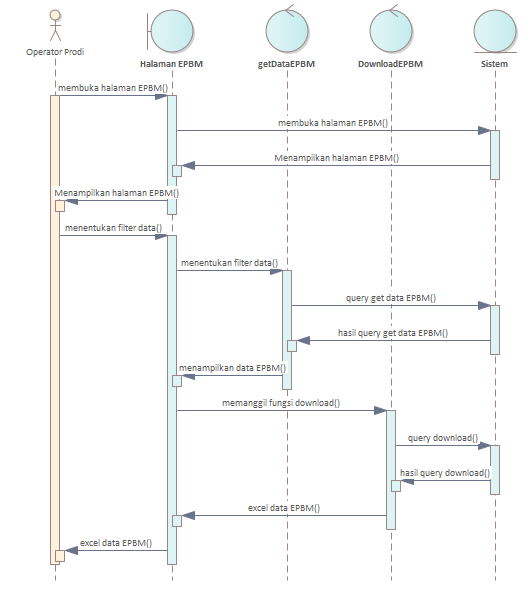 Operator Prodi
Halaman EPBM
getDataEPBM
DownloadEPBM
Sistem
membuka halaman EPBM()
membuka halaman EPBM()
Menampilkan halaman EPBM()
Menampilkan halaman EPBM()
menentukan filter data()
menentukan filter data()
query get data EPBM()
hasil query get data EPBM()
menampilkan data EPBM()
memanggil fungsi download()
query download()
hasil query download()
excel data EPBM()
excel data EPBM()